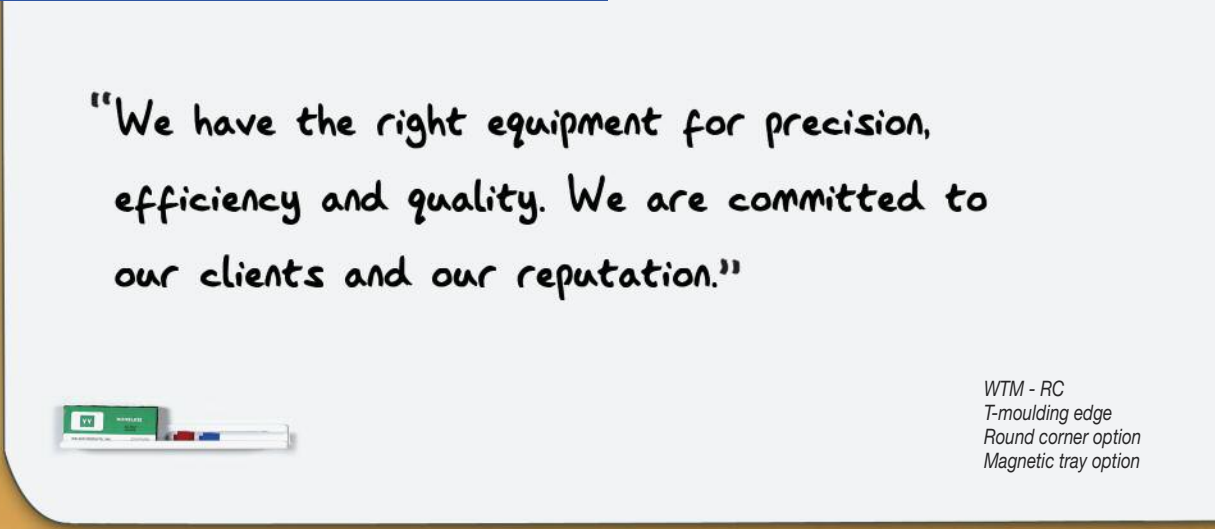 “We have the right equipment for precision,
efficiency and quality. We are committed to
our clients and our reputation.”
YY
WTM - RC
T-moulding edge
Round corner option
Magnetic tray option